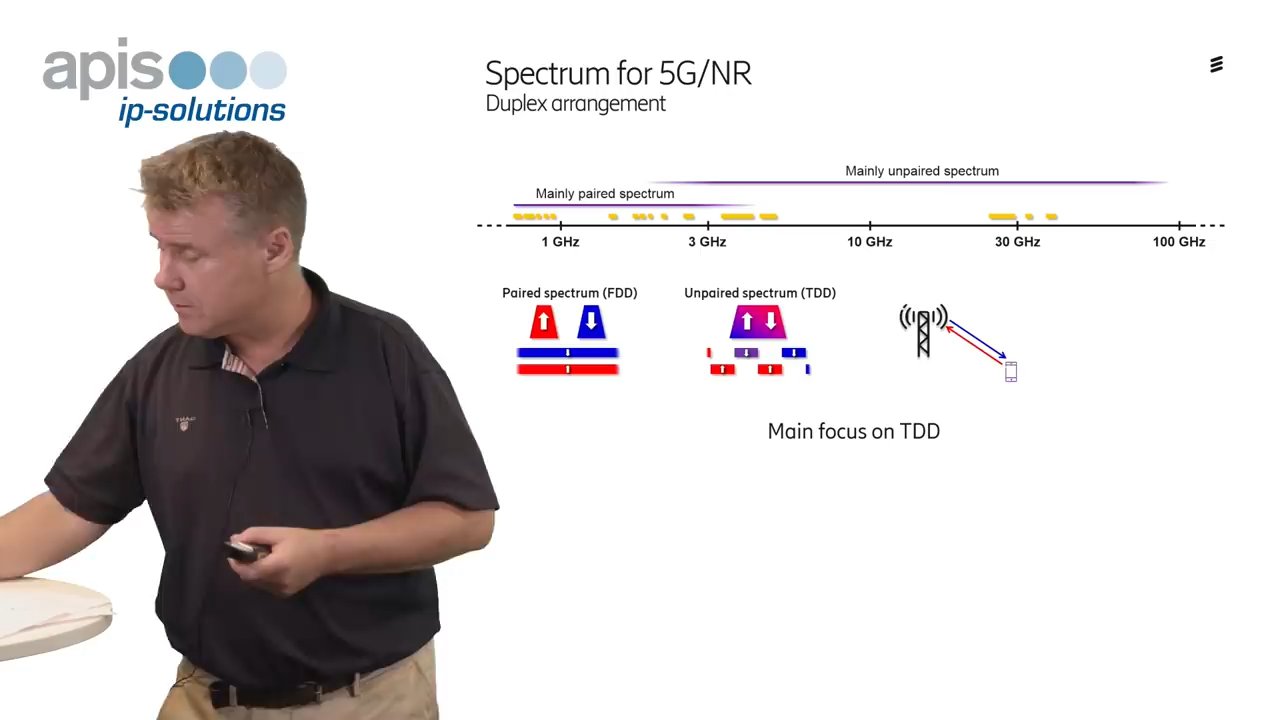 apis
ip-solutions
Spectrum for 5G/NR
Duplex arrangement
Mainly unpaired spectrum
Mainly paired spectrum
1 GHz
3 GHz
10 GHz
30 GHz
100 GHz
Paired spectrum (FDD)
Unpaired spectrum (TDD)
Main focus on TDD